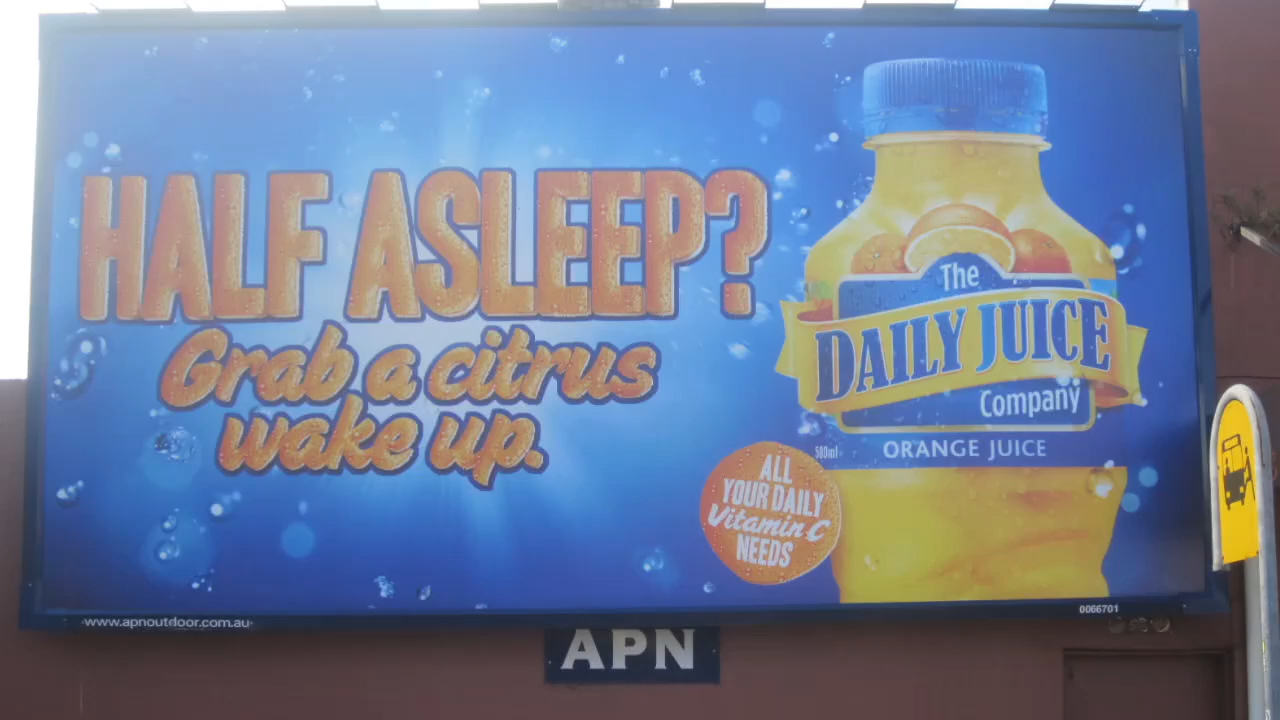 HALF ASLEEP?
Grab a citrus
wake up.
The
DAILY JUICE
Company
500ml
ORANGE JUICE
ALL
YOUR DAILY
Vitamin C
NEEDS
www.apnoutdoor.com.au
0066701
APN